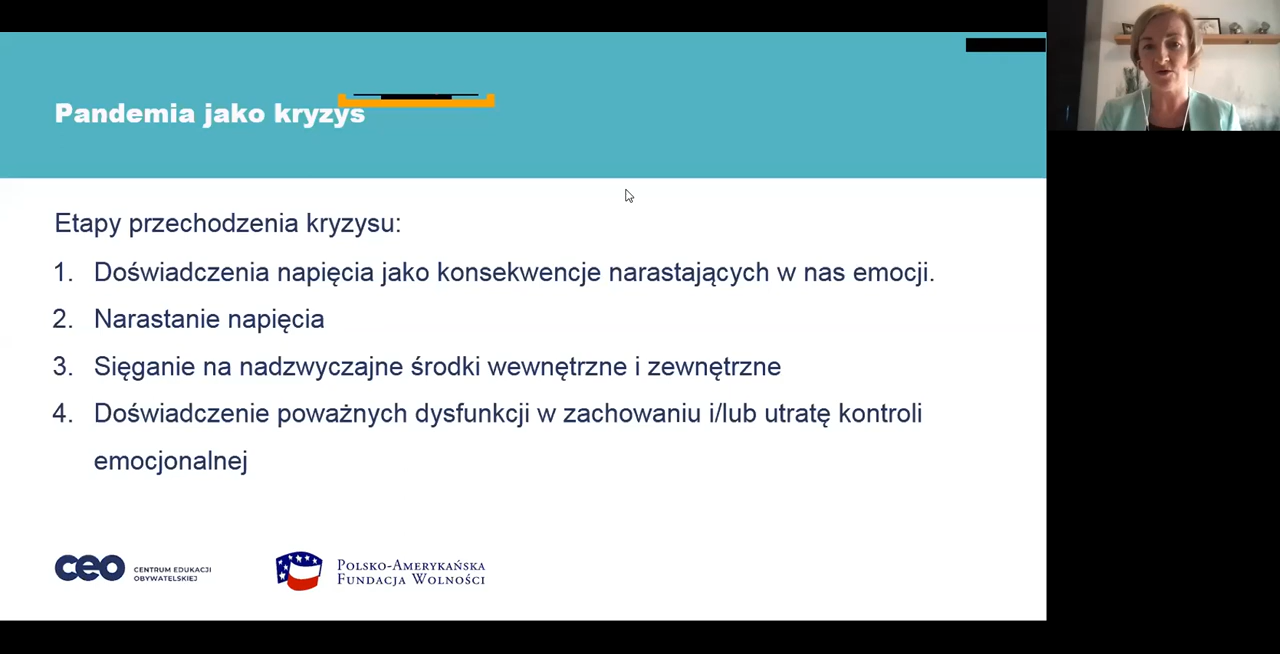 Pandemia jako kryzys
Etapy przechodzenia kryzysu:
1. Doświadczenia napięcia jako konsekwencje narastających w nas emocji.
2. Narastanie napięcia
3. Sięganie na nadzwyczajne środki wewnętrzne i zewnętrzne
4. Doświadczenie poważnych dysfunkcji w zachowaniu i/lub utratę kontroli
emocjonalnej
ceo CENTRUM EDUKACJI
OBYWATELSKIEJ
POLSKO-AMERYKAŃSKA
FUNDACJA WOLNOŚCI